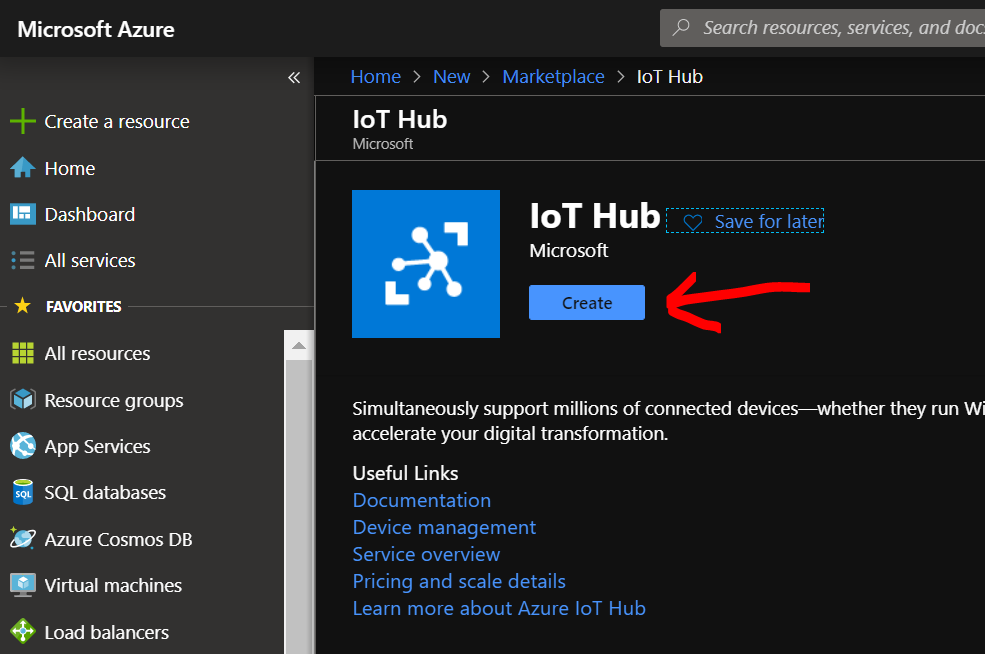 Microsoft Azure
Search resources, services, and doc
Create a resource
Home
Dashboard
All services
FAVORITES
All resources
Resource groups
App Services
SQL databases
Azure Cosmos DB
Virtual machines
Load balancers
Home > New > Marketplace > IoT Hub
IoT Hub
Microsoft
IoT Hub
Save for later
Microsoft
Create
Simultaneously support millions of connected devices—whether they run Wi
accelerate your digital transformation.
Useful Links
Documentation
Device management
Service overview
Pricing and scale details
Learn more about Azure IoT Hub